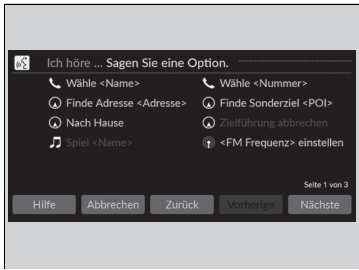 Ich höre ... Sagen Sie eine Option.
Wähle <Name>
Wähle <Nummer>
Finde Adresse <Adresse>
Finde Sonderziel <POI>
Nach Hause
Zielführung abbrechen
Spiel <Name>
<FM Frequenz> einstellen
Seite 1 von 3
Hilfe
Abbrechen
Zurück
Vorherige
Nächste